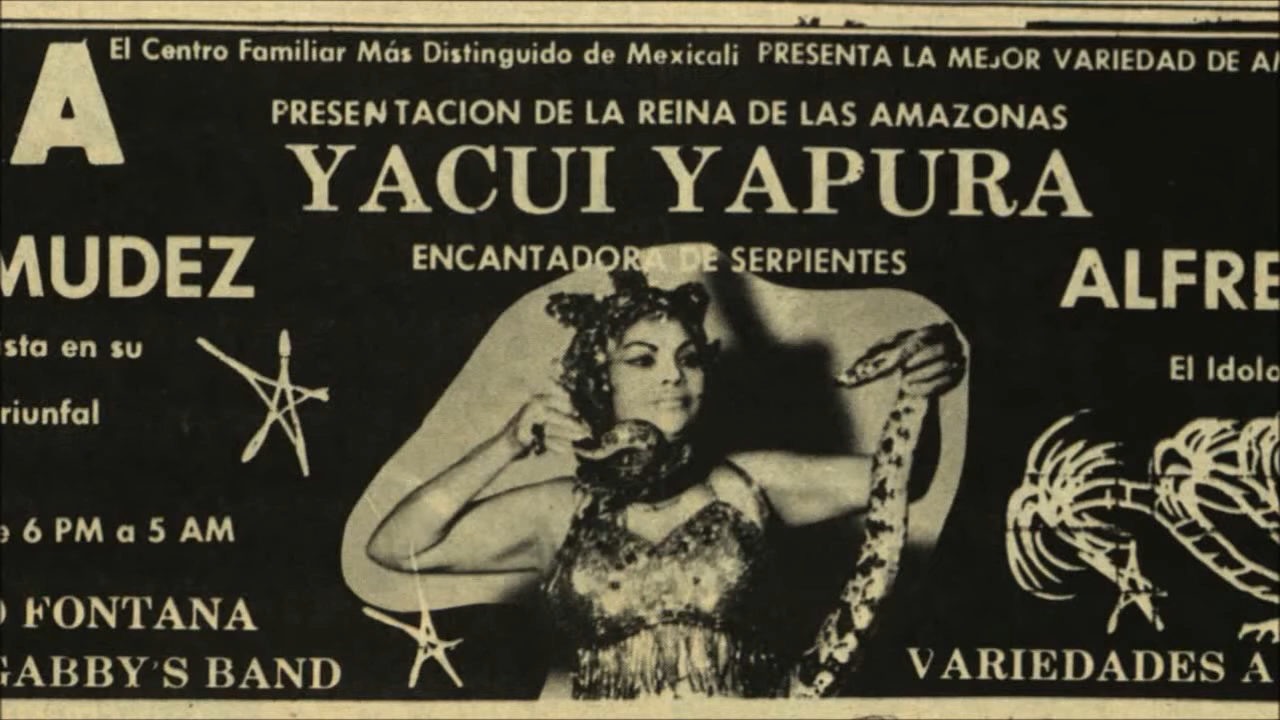 A
El Centro Familiar Más Distinguido de Mexicali PRESENTA LA MEJOR VARIEDAD DE A
PRESENTACION DE LA REINA DE LAS AMAZONAS
YACUI YAPURA
ENCANTADORA DE SERPIENTES
MUDEZ
ista en su
riunfal
e 6 PM a 5 AM
O FONTANA
GABBY'S BAND
ALFRE
El Idolo
VARIEDADES A